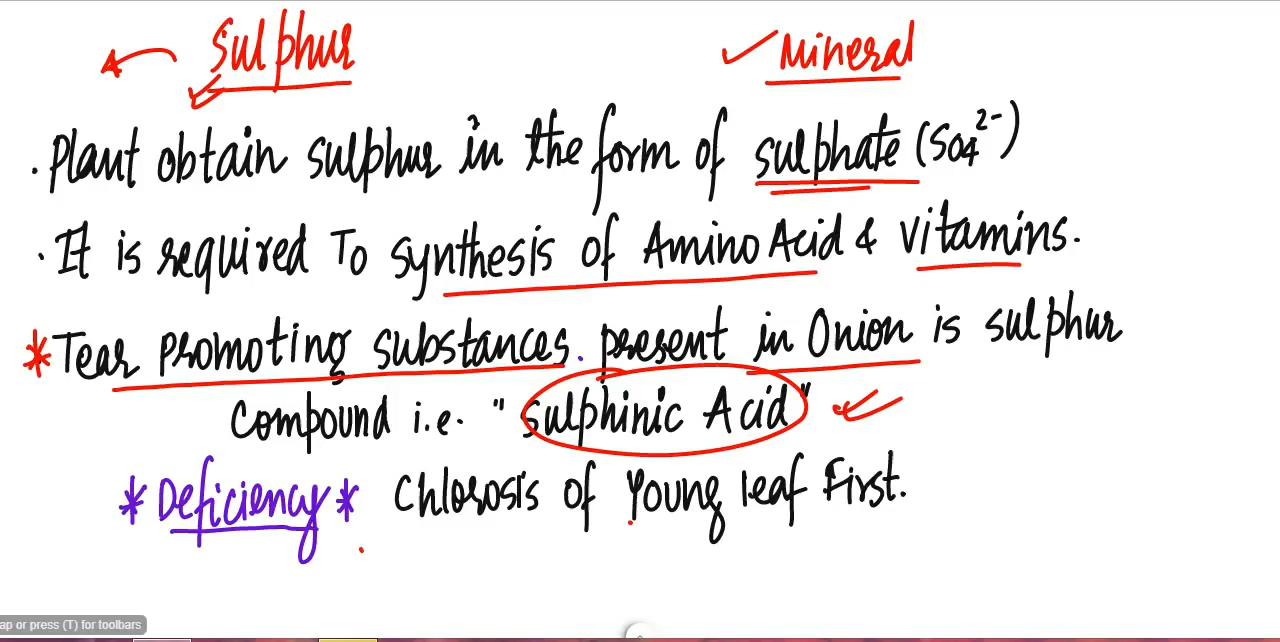 Sulphur Mineral
. Plant obtain sulphur in the form of sulphate (SO4 2-)
. It is required To synthesis of Amino Acid & vitamins.
* Tear promoting substances. present in Onion is sulphur
Compound i.e. "sulphinic Acid"
* Deficiency * Chlorosis of Young leaf First.
ap or press (T) for toolbars